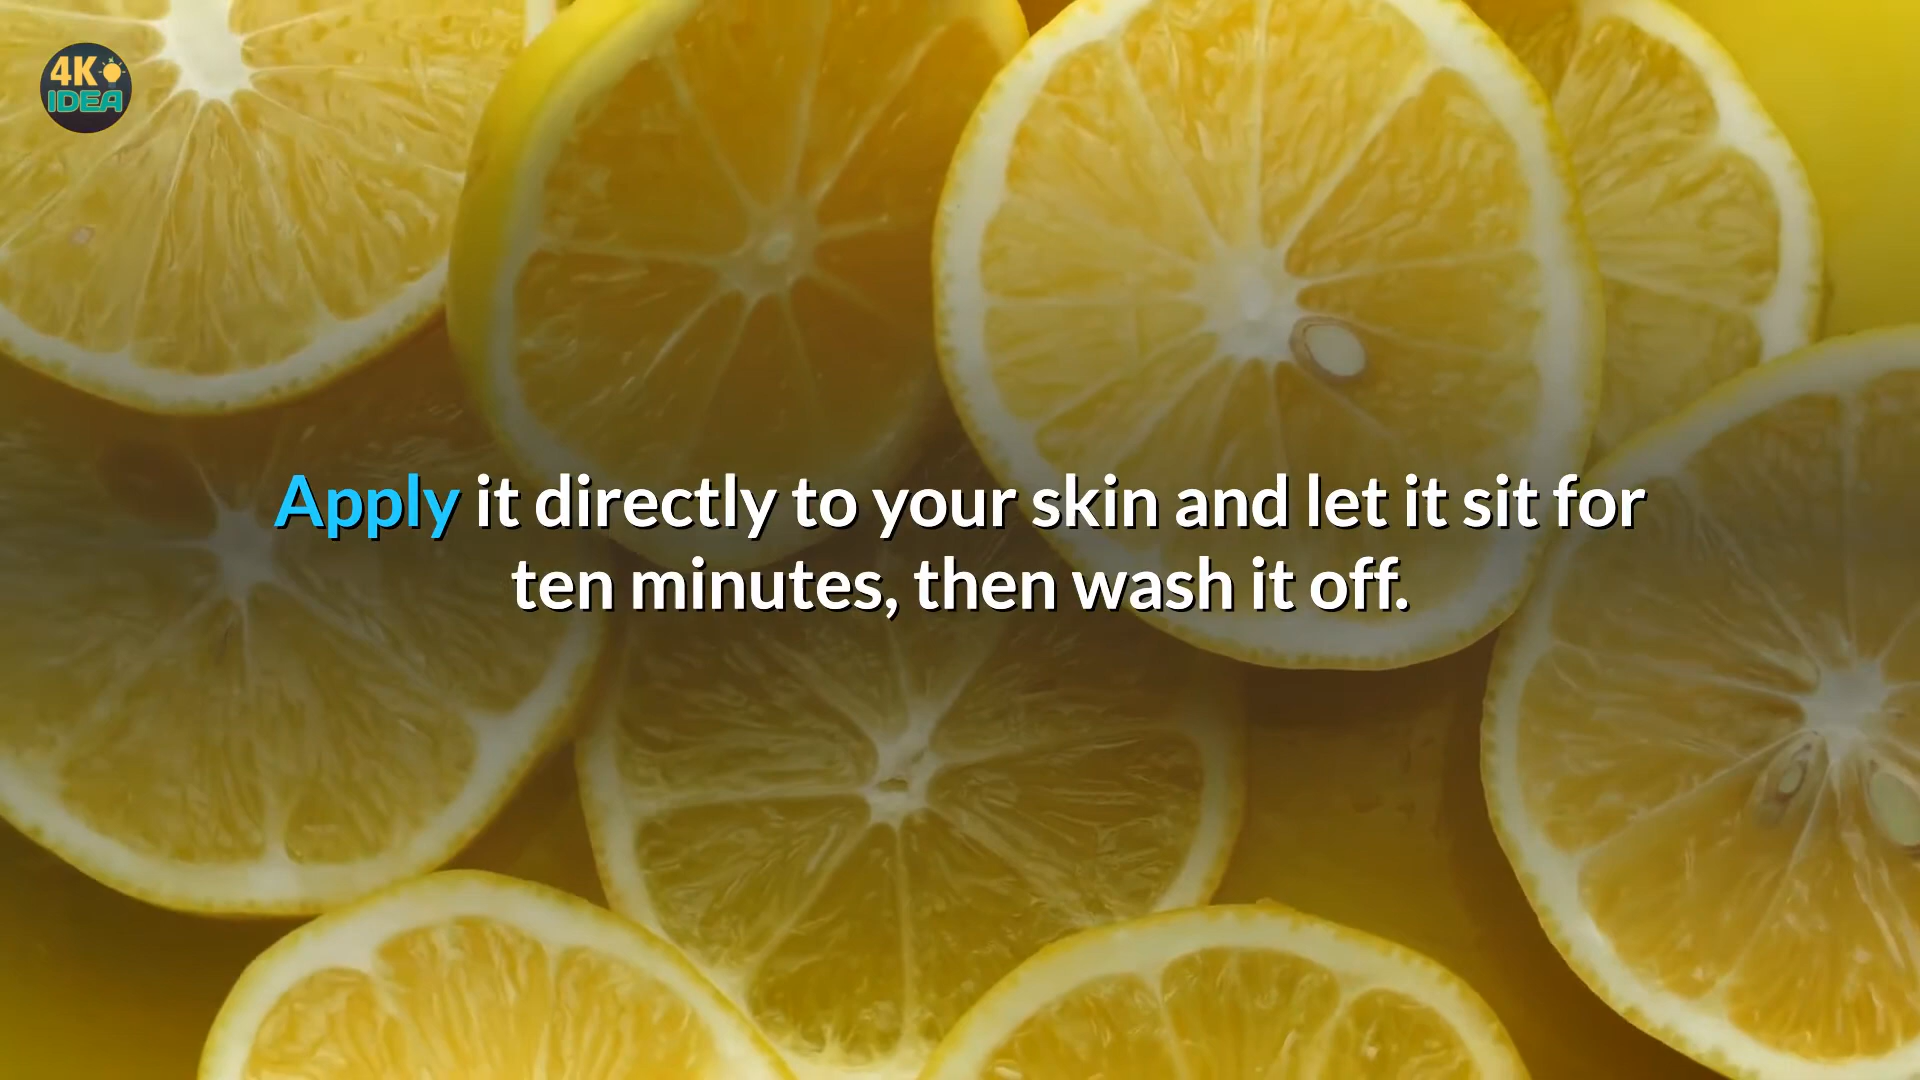 4K
IDEA
Apply it directly to your skin and let it sit for
ten minutes, then wash it off.